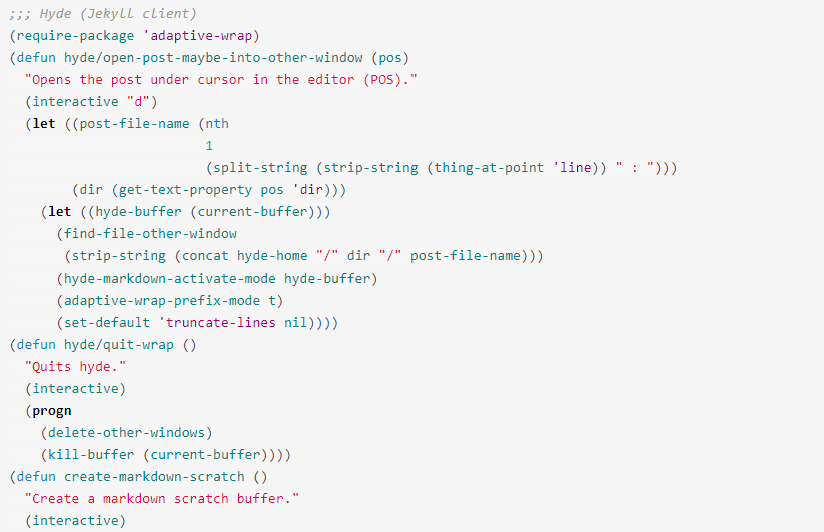 ;;; Hyde (Jekyll client)
(require-package 'adaptive-wrap)
(defun hyde/open-post-maybe-into-other-window (pos)
  "Opens the post under cursor in the editor (POS)."
  (interactive "d")
  (let ((post-file-name (nth
                         1
                         (split-string (strip-string (thing-at-point 'line)) " : ")))
        (dir (get-text-property pos 'dir)))
    (let ((hyde-buffer (current-buffer)))
      (find-file-other-window
       (strip-string (concat hyde-home "/" dir "/" post-file-name)))
      (hyde-markdown-activate-mode hyde-buffer)
      (adaptive-wrap-prefix-mode t)
      (set-default 'truncate-lines nil))))
(defun hyde/quit-wrap ()
  "Quits hyde."
  (interactive)
  (progn
    (delete-other-windows)
    (kill-buffer (current-buffer))))
(defun create-markdown-scratch ()
  "Create a markdown scratch buffer."
  (interactive)